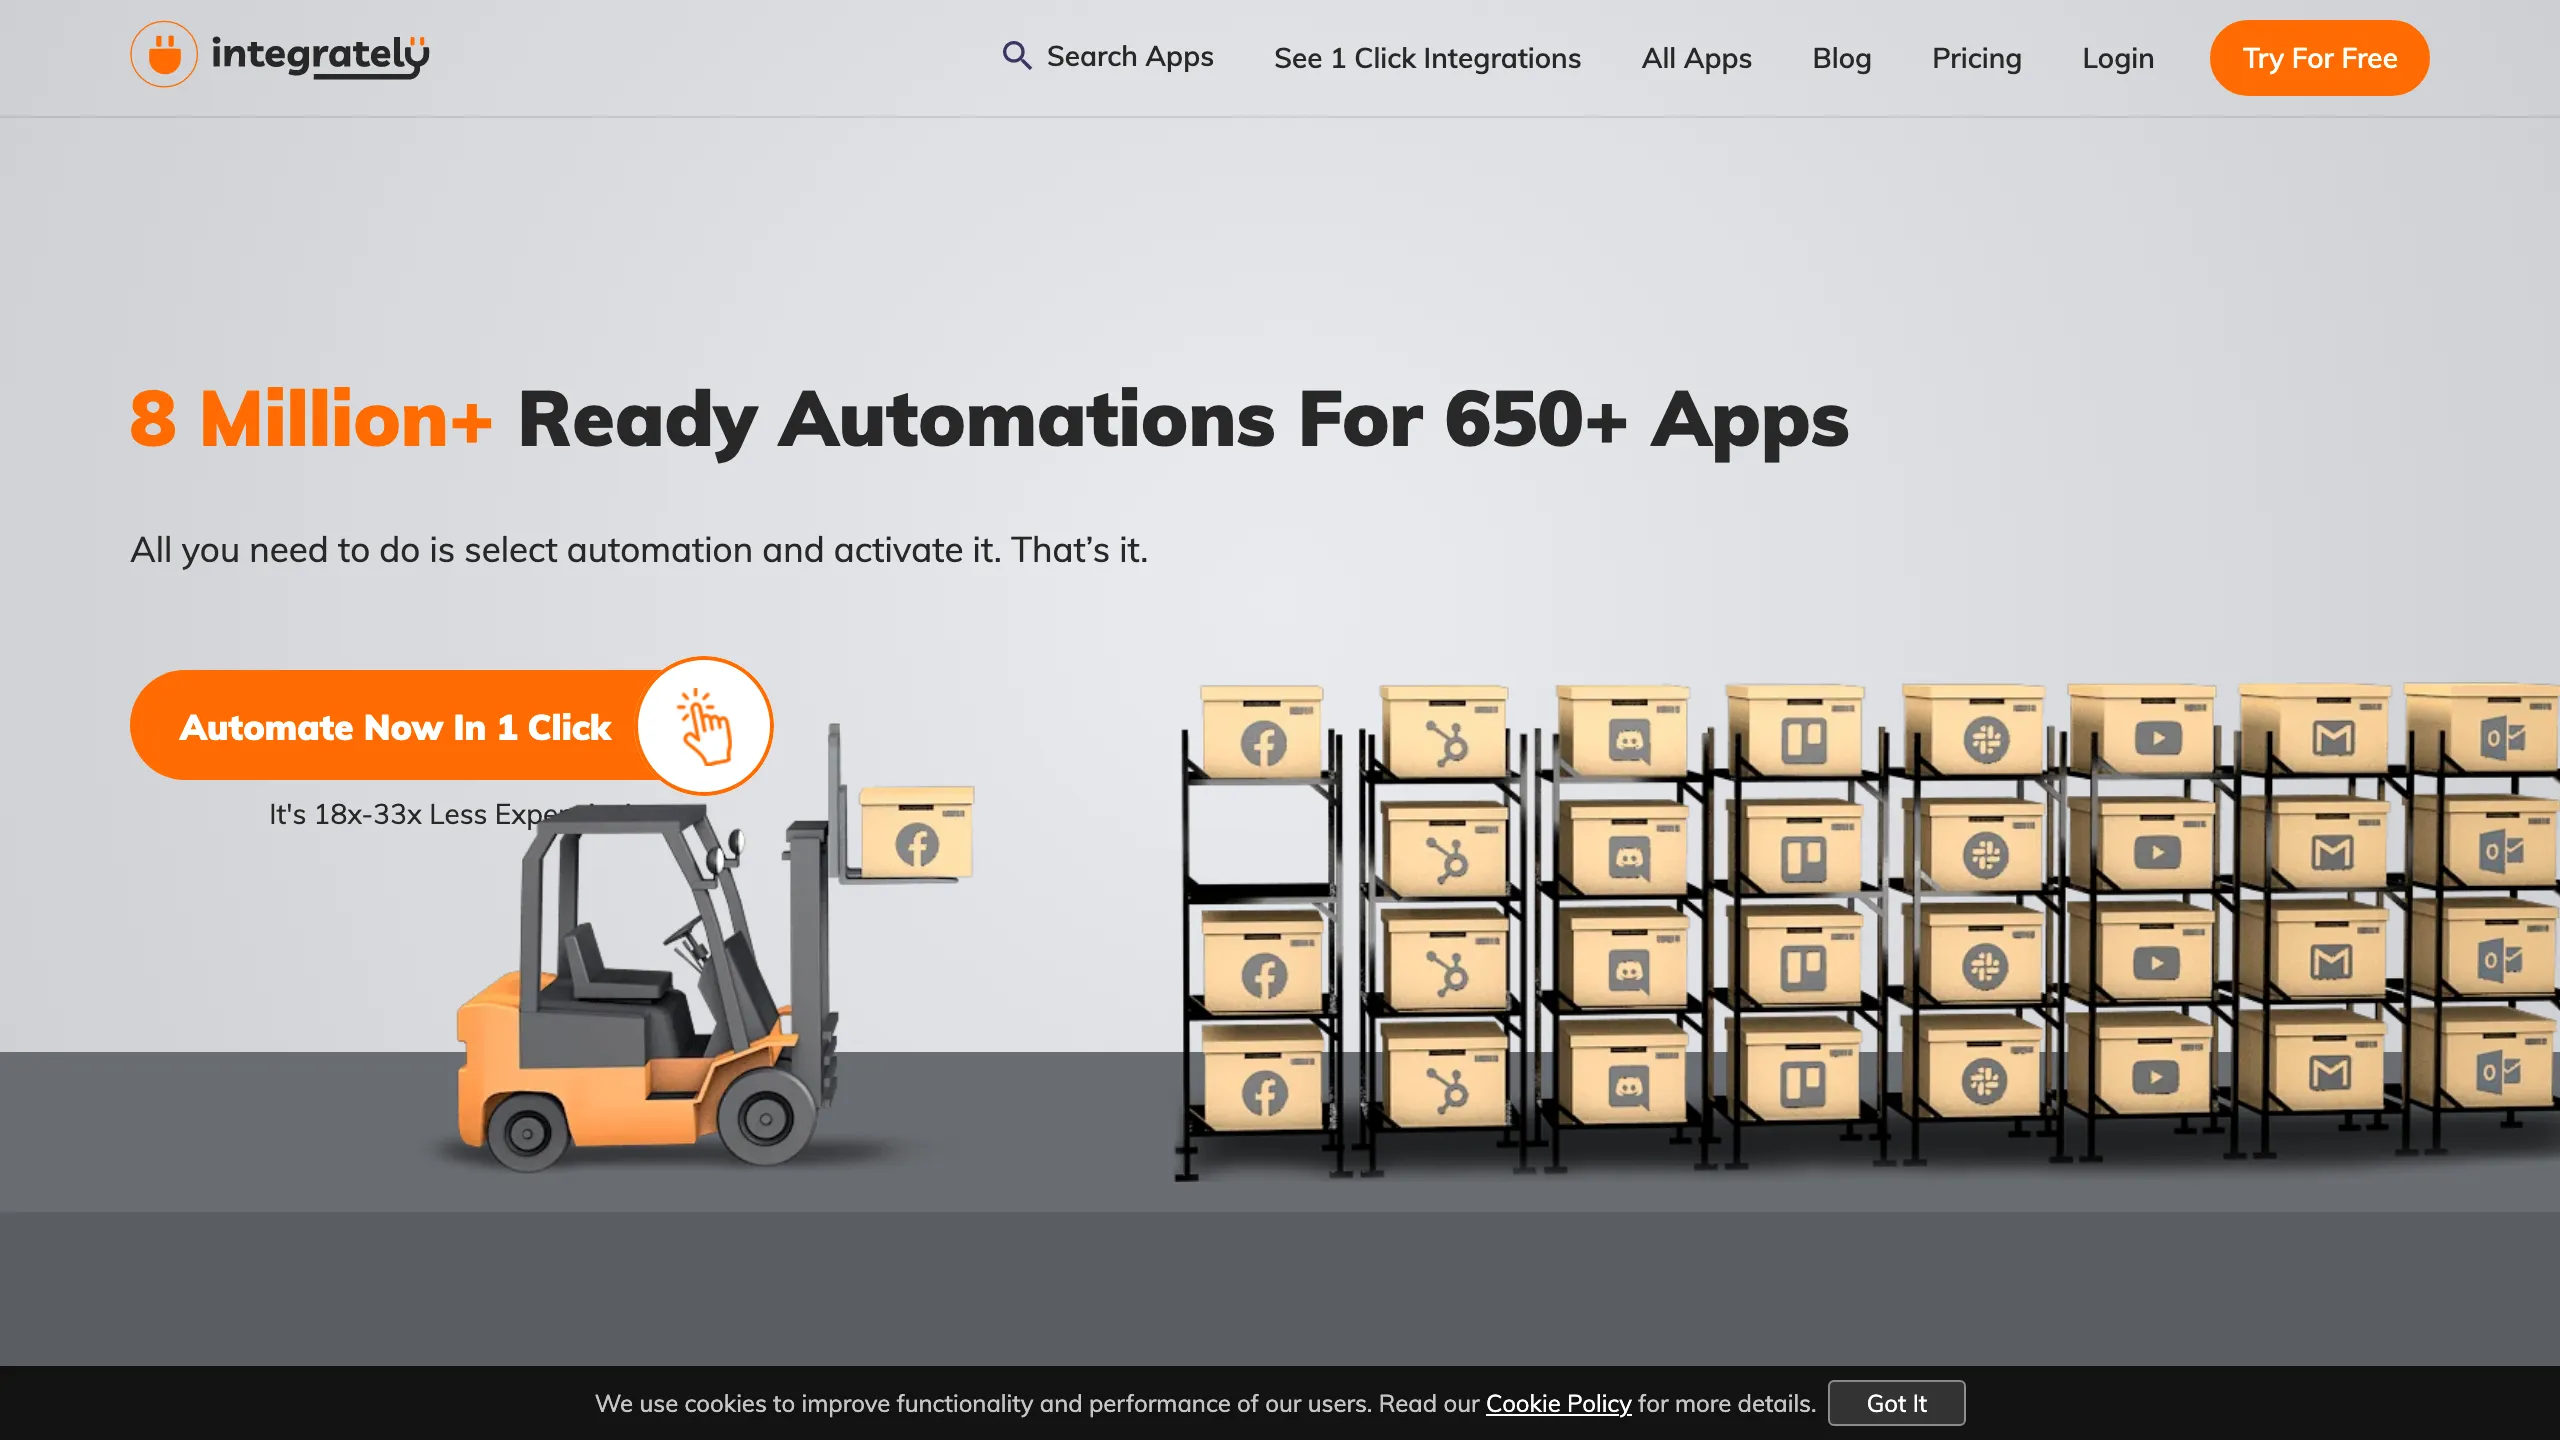 integrately
Search Apps
See 1 Click Integrations
All Apps
Blog
Pricing
Login
Try For Free
8 Million+ Ready Automations For 650+ Apps
All you need to do is select automation and activate it. That’s it.
Automate Now In 1 Click
It's 18x-33x Less
We use cookies to improve functionality and performance of our users. Read our Cookie Policy for more details.
Got It